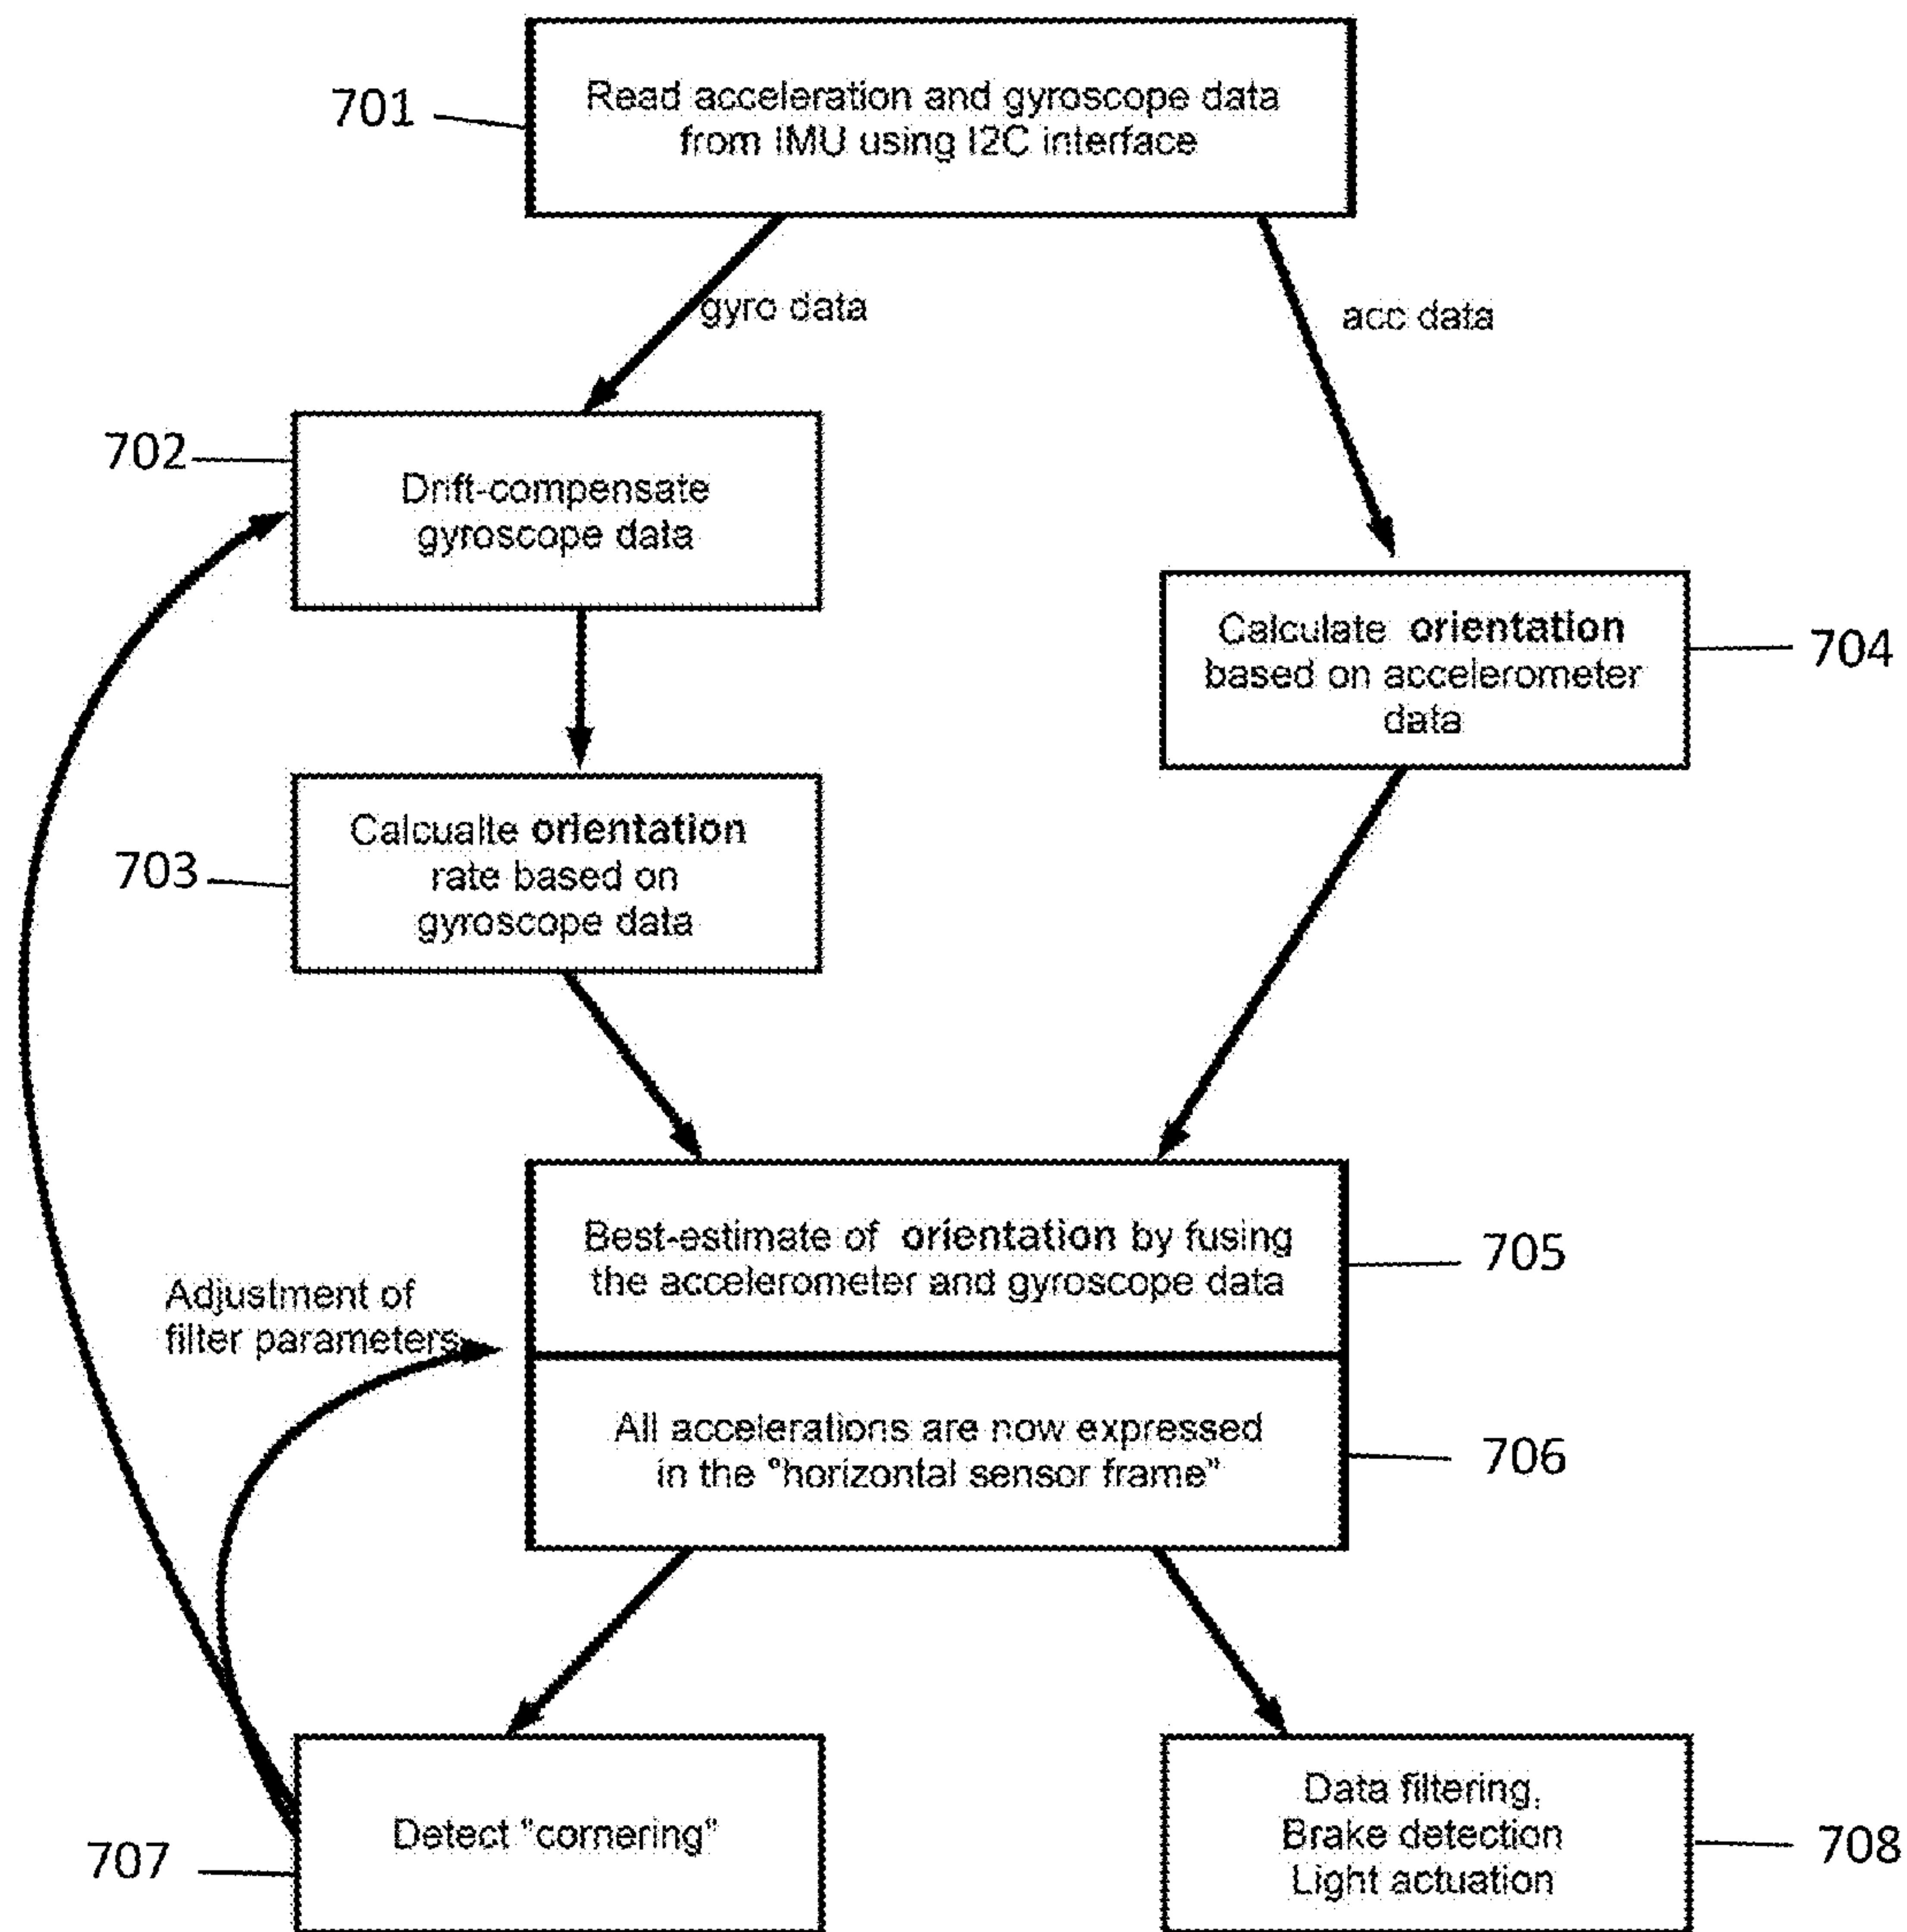 701
Read acceleration and gyroscope data
from IMU using I2C interface
gyro data
acc data
702
Drift-compensate
gyroscope data
Calculate orientation
based on accelerometer
data
704
703
Calcualte orientation
rate based on
gyroscope data
Best-estimate of orientation by fusing
the accelerometer and gyroscope data
705
Adjustment of
filter parameters
All accelerations are now expressed
in the "horizontal sensor frame"
706
707
Detect "cornering"
Data filtering,
Brake detection
Light actuation
708